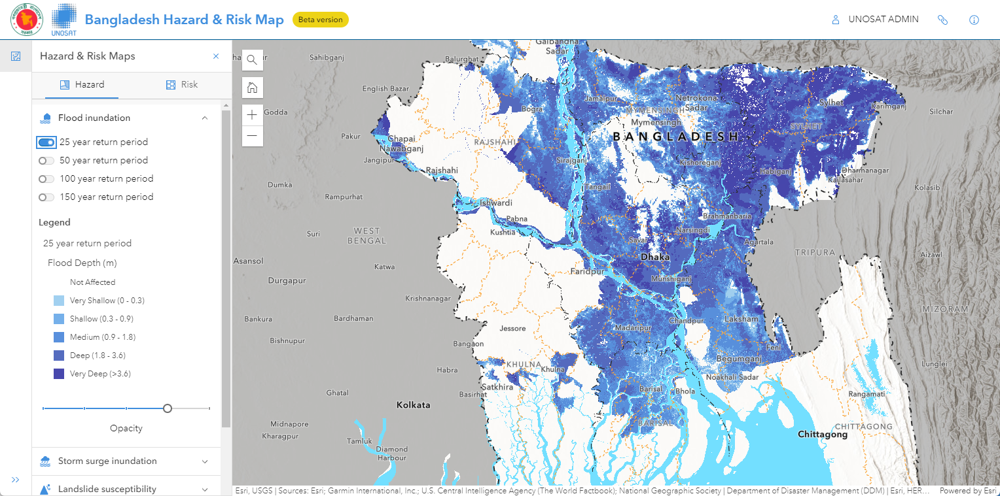 UNOSAT
Bangladesh Hazard & Risk Map
Beta version
UNOSAT ADMIN
Hazard & Risk Maps
Hazard
Risk
Flood inundation
25 year return period
50 year return period
100 year return period
150 year return period
Legend
25 year return period
Flood Depth (m)
Not Affected
Very Shallow (0 - 0.3)
Shallow (0.3 - 0.9)
Medium (0.9 - 1.8)
Deep (1.8 - 3.6)
Very Deep (>3.6)
Opacity
Storm surge inundation
Landslide susceptibility
Gaibandha
Sadar
Sahibganj
Balurghat
English Bazar
Godda
Bogra
Jamalpur
Netrokona
Sadar
MYMENSINGH
Mymensingh
Sylhet
Karimganj
Silchar
SYLHET
Pakur
Chapai
Nawabganj
RAJSHAHI
BANGLADESH
Jangipur
Rajshahi
Sirajganj
Kishoreganj
Habiganj
Dharmanagar
Kailasahar
Dumka
Rampurhat
Tangail
Kolasib
Ishwardi
Pabna
Kushtia
Brahmanbaria
Narsingdi
Suri
WEST
BENGAL
Savar
Agartala
Dhaka
TRIPURA
Aizawl
Asansol
Katwa
Faridpur
Munshiganj
Durgapur
Krishnanagar
MIZORAM
Bankura
Bardhaman
Jessore
Madaripur
Chandpur
Laksham
Bishnupur
Bangaon
Feni
Begumganj
KHULNA
Khulna
Lunglei
Habra
Noakhali Sadar
Satkhira
Basirhat
Barisal
Bhola
Ghatal
Rangamati
Kolkata
Midnapore
Kharagpur
BARISAL
CHITTAGONG
Chittagong
Tamluk
Diamond
Harbour
Esri, USGS | Sources: Esri; Garmin International, Inc.; U.S. Central Intelligence Agency (The World Factbook); National Geographic Society | Department of Disaster Management (DDM) | Esri, HER...
Powered by Esri